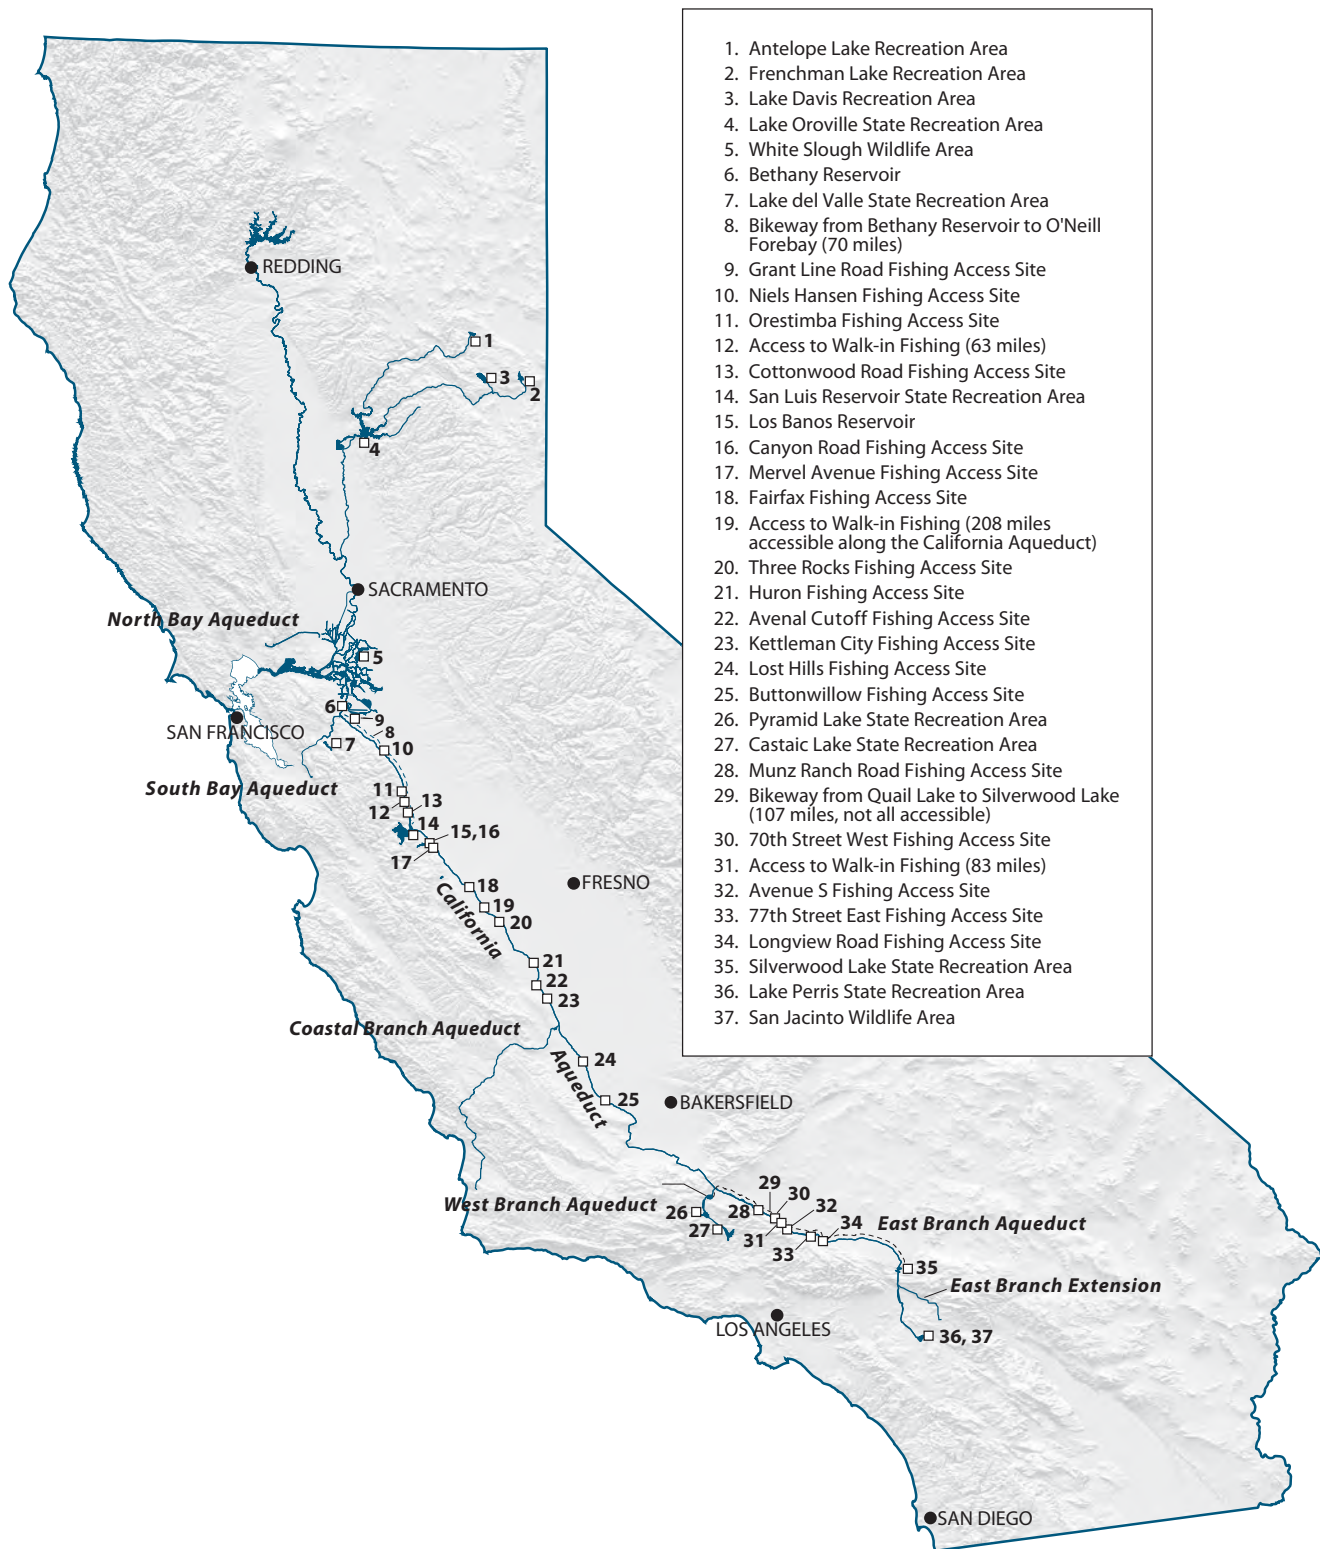 1. Antelope Lake Recreation Area
2. Frenchman Lake Recreation Area
3. Lake Davis Recreation Area
4. Lake Oroville State Recreation Area
5. White Slough Wildlife Area
6. Bethany Reservoir
7. Lake del Valle State Recreation Area
8. Bikeway from Bethany Reservoir to O'Neill
Forebay (70 miles)
9. Grant Line Road Fishing Access Site
10. Niels Hansen Fishing Access Site
11. Orestimba Fishing Access Site
12. Access to Walk-in Fishing (63 miles)
13. Cottonwood Road Fishing Access Site
14. San Luis Reservoir State Recreation Area
15. Los Banos Reservoir
16. Canyon Road Fishing Access Site
17. Mervel Avenue Fishing Access Site
18. Fairfax Fishing Access Site
19. Access to Walk-in Fishing (208 miles
accessible along the California Aqueduct)
20. Three Rocks Fishing Access Site
21. Huron Fishing Access Site
22. Avenal Cutoff Fishing Access Site
23. Kettleman City Fishing Access Site
24. Lost Hills Fishing Access Site
25. Buttonwillow Fishing Access Site
26. Pyramid Lake State Recreation Area
27. Castaic Lake State Recreation Area
28. Munz Ranch Road Fishing Access Site
29. Bikeway from Quail Lake to Silverwood Lake
(107 miles, not all accessible)
30. 70th Street West Fishing Access Site
31. Access to Walk-in Fishing (83 miles)
32. Avenue S Fishing Access Site
33. 77th Street East Fishing Access Site
34. Longview Road Fishing Access Site
35. Silverwood Lake State Recreation Area
36. Lake Perris State Recreation Area
37. San Jacinto Wildlife Area
REDDING
1
3
2
4
SACRAMENTO
North Bay Aqueduct
5
6
9
SAN FRANCISCO
8
7
10
South Bay Aqueduct
11
12
13
14
15,16
17
FRESNO
18
California
19
20
21
22
23
Coastal Branch Aqueduct
24
Aqueduct
25
BAKERSFIELD
29
30
West Branch Aqueduct
26
28
32
27
31
33
34
East Branch Aqueduct
35
East Branch Extension
LOS ANGELES
36, 37
SAN DIEGO